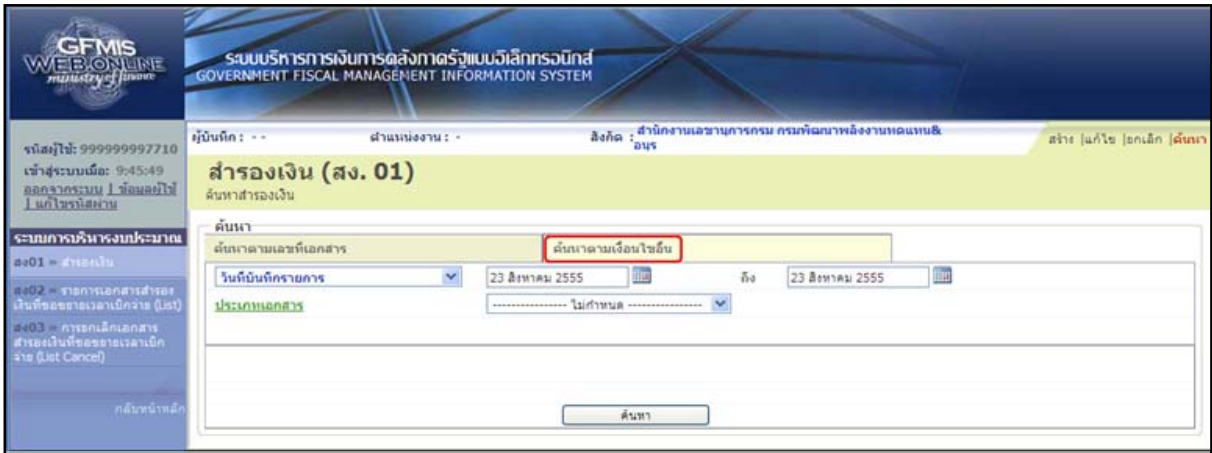 GFMIS
WEB ONLINE
ministry of finance
ระบบบริหารการเงินการคลังภาครัฐแบบอิเล็กทรอนิกส์
GOVERNMENT FISCAL MANAGEMENT INFORMATION SYSTEM
รหัสผู้ใช้: 999999997710
เข้าสู่ระบบเมื่อ: 9:45:49
ออกจากระบบ | ข้อมูลผู้ใช้
| แก้ไขรหัสผ่าน
ผู้บันทึก : - -
ตำแหน่งงาน : -
สังกัด : สำนักงานเลขานุการกรม กรมพัฒนาพลังงานทดแทน&
อนุร
สร้าง |แก้ไข |ยกเลิก |ค้นหา
สำรองเงิน (สง. 01)
ค้นหาสำรองเงิน
ระบบการบริหารงบประมาณ
สง01 = สำรองเงิน
สง02 = รายการเอกสารสำรอง
เงินที่ขอขยายเวลาเบิกจ่าย (List)
สง03 = การยกเลิกเอกสาร
สำรองเงินที่ขอขยายเวลาเบิก
จ่าย (List Cancel)
กลับหน้าหลัก
ค้นหา
ค้นหาตามเลขที่เอกสาร
ค้นหาตามเงื่อนไขอื่น
วันที่บันทึกรายการ
23 สิงหาคม 2555
ถึง
23 สิงหาคม 2555
ประเภทเอกสาร
----------------- ไม่กำหนด -----------------
ค้นหา